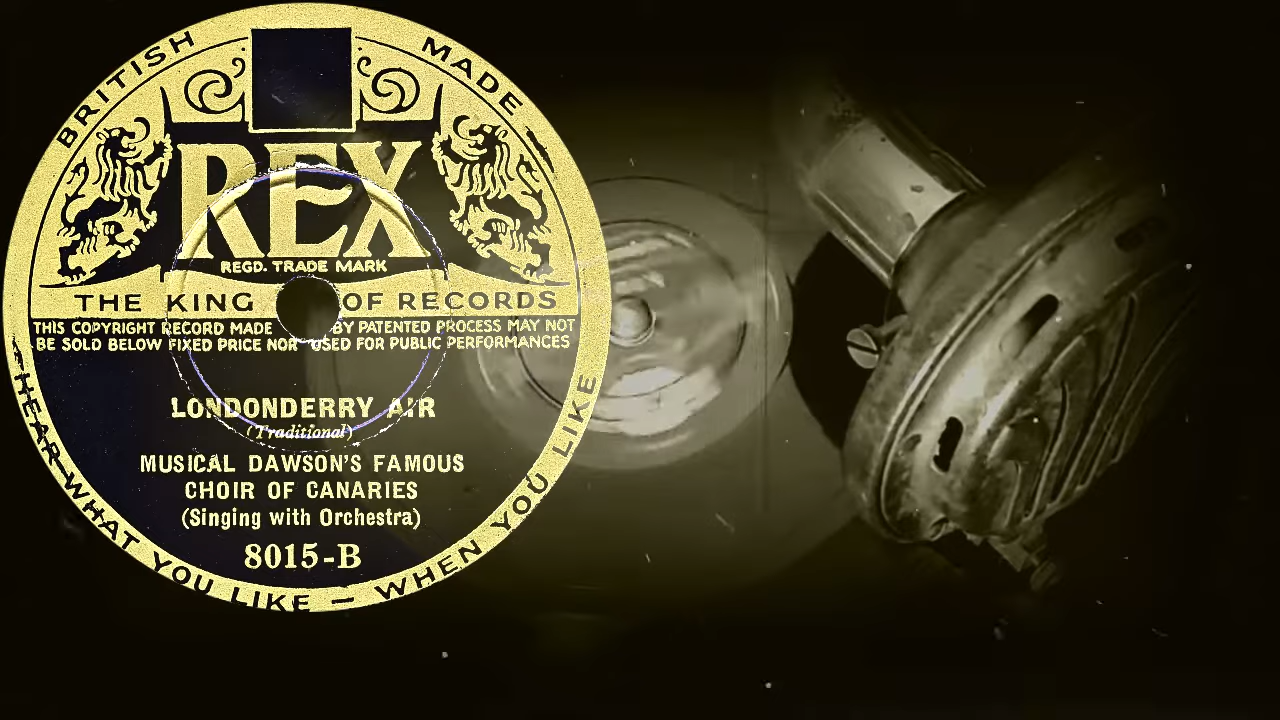 BRITISH MADE
REX
REGD. TRADE MARK
THE KING OF RECORDS
THIS COPYRIGHT RECORD MADE BY PATENTED PROCESS MAY NOT
BE SOLD BELOW FIXED PRICE NOR USED FOR PUBLIC PERFORMANCES
LONDONDERRY AIR
(Traditional)
MUSICAL DAWSON'S FAMOUS
CHOIR OF CANARIES
(Singing with Orchestra)
8015-B
HEAR WHAT YOU LIKE — WHEN YOU LIKE